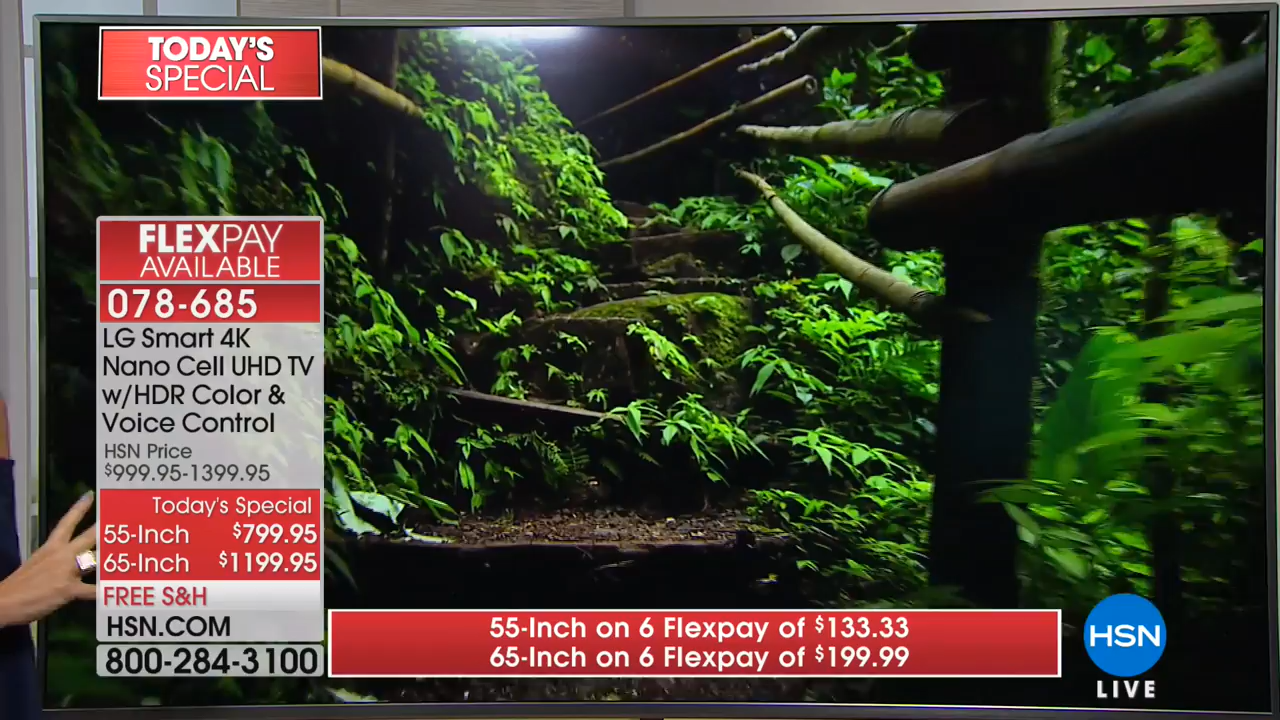 TODAY'S
SPECIAL
FLEXPAY
AVAILABLE
078-685
LG Smart 4K
Nano Cell UHD TV
w/HDR Color &
Voice Control
HSN Price
$999.95-1399.95
Today's Special
55-Inch $799.95
65-Inch $1199.95
FREE S&H
HSN.COM
800-284-3100
55-Inch on 6 Flexpay of $133.33
65-Inch on 6 Flexpay of $199.99
HSN
LIVE